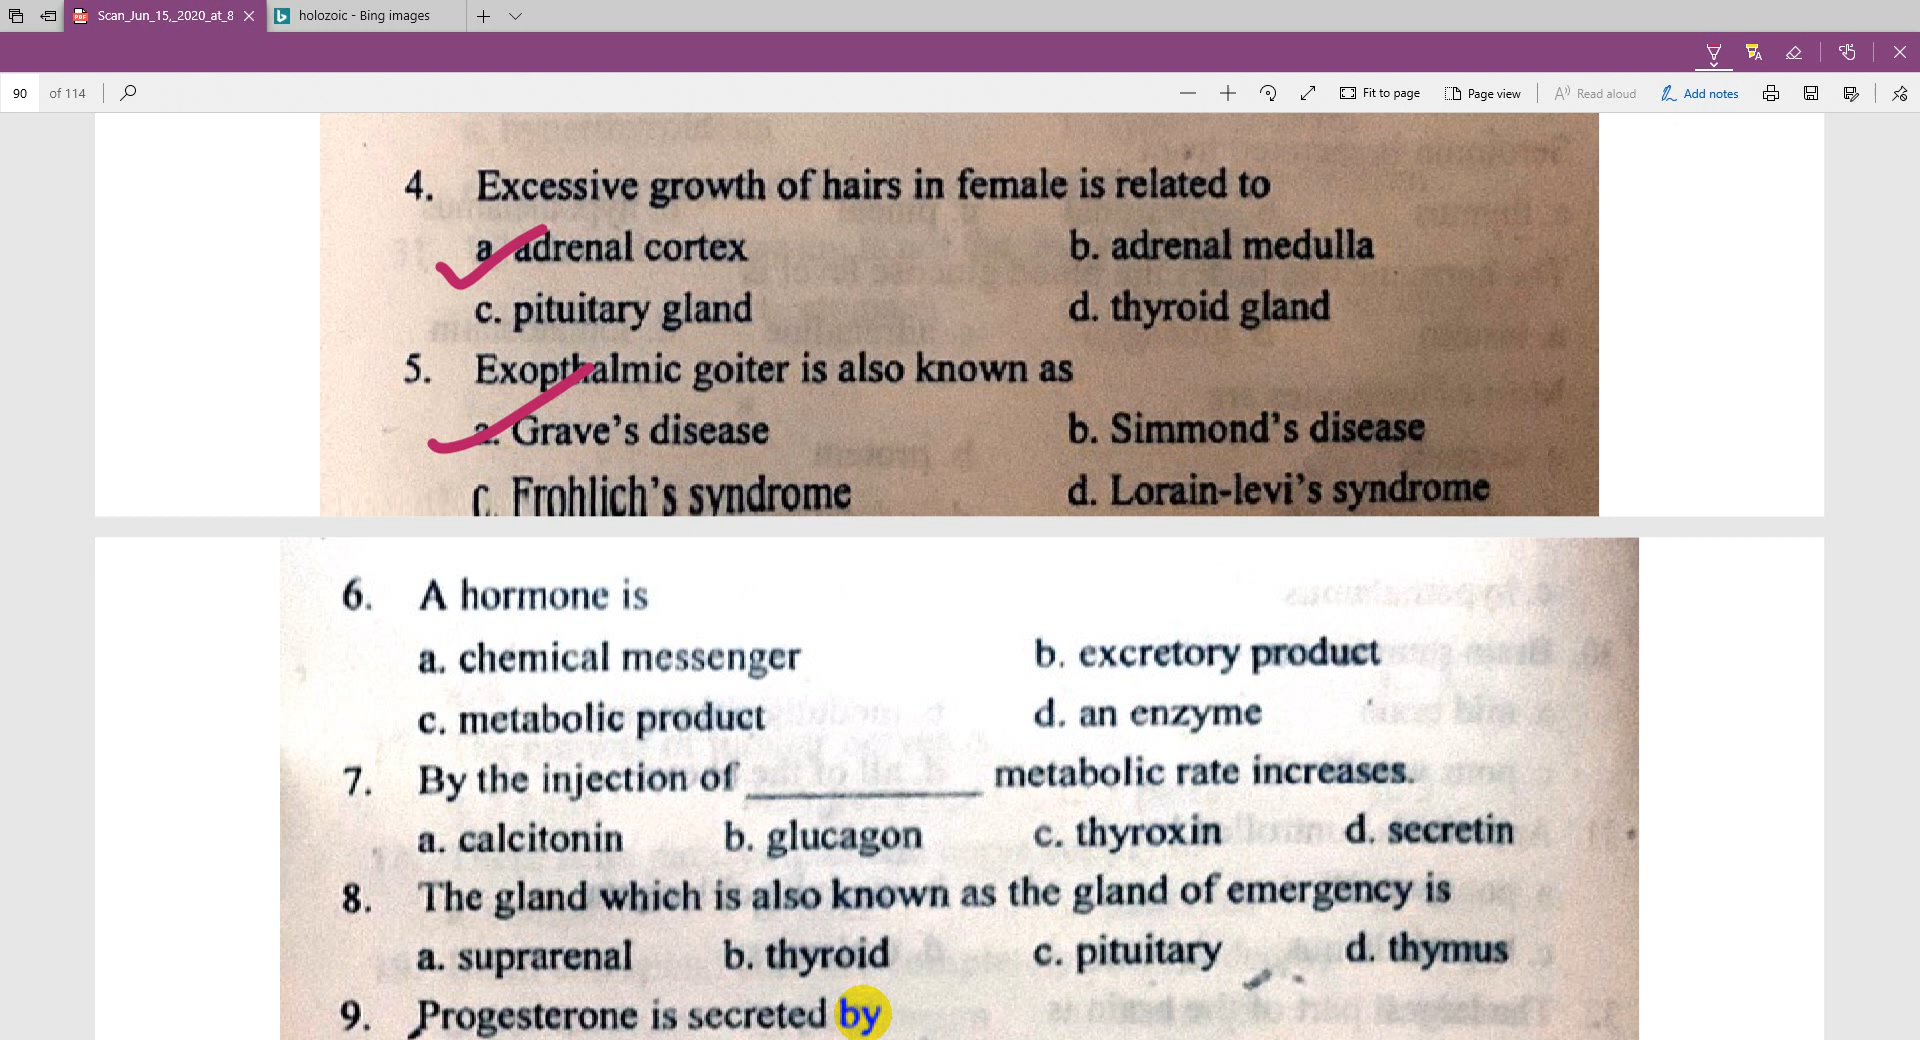 Scan_Jun_15,_2020_at_8
holozoic - Bing images
90 of 114
Fit to page
Page view
Read aloud
Add notes
4. Excessive growth of hairs in female is related to
a adrenal cortex b. adrenal medulla
c. pituitary gland d. thyroid gland
5. Exopthalmic goiter is also known as
a. Grave's disease b. Simmond's disease
c. Frohlich's syndrome d. Lorain-levi's syndrome
6. A hormone is
a. chemical messenger b. excretory product
c. metabolic product d. an enzyme
7. By the injection of __________ metabolic rate increases.
a. calcitonin b. glucagon c. thyroxin d. secretin
8. The gland which is also known as the gland of emergency is
a. suprarenal b. thyroid c. pituitary d. thymus
9. Progesterone is secreted by